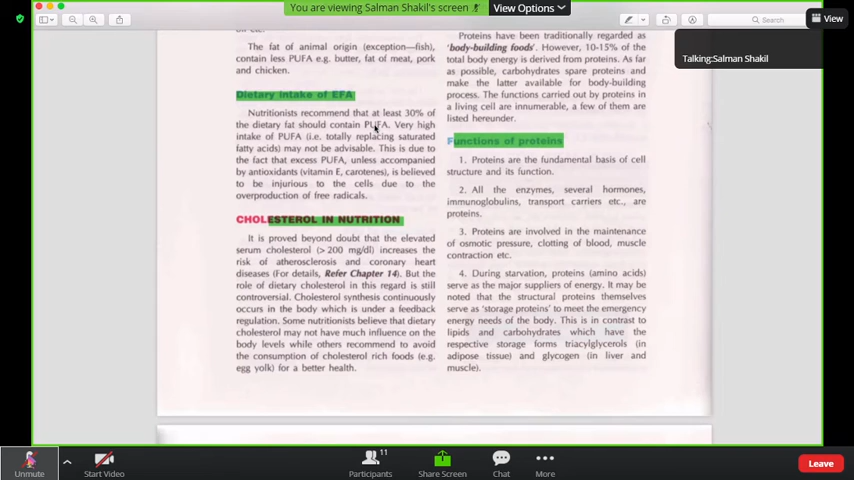 You are viewing Salman Shakil's screen
View Options
Search
View
Talking:Salman Shakil
The fat of animal origin (exception—fish),
contain less PUFA e.g. butter, fat of meat, pork
and chicken.
Dietary intake of EFA
Nutritionists recommend that at least 30% of
the dietary fat should contain PUFA. Very high
intake of PUFA (i.e. totally replacing saturated
fatty acids) may not be advisable. This is due to
the fact that excess PUFA, unless accompanied
by antioxidants (vitamin E, carotenes), is believed
to be injurious to the cells due to the
overproduction of free radicals.
CHOLESTEROL IN NUTRITION
It is proved beyond doubt that the elevated
serum cholesterol (>200 mg/dl) increases the
risk of atherosclerosis and coronary heart
diseases (For details, Refer Chapter 14). But the
role of dietary cholesterol in this regard is still
controversial. Cholesterol synthesis continuously
occurs in the body which is under a feedback
regulation. Some nutritionists believe that dietary
cholesterol may not have much influence on the
body levels while others recommend to avoid
the consumption of cholesterol rich foods (e.g.
egg yolk) for a better health.
Proteins have been traditionally regarded as
'body-building foods'. However, 10-15% of the
total body energy is derived from proteins. As far
as possible, carbohydrates spare proteins and
make the latter available for body-building
process. The functions carried out by proteins in
a living cell are innumerable, a few of them are
listed hereunder.
Functions of proteins
1. Proteins are the fundamental basis of cell
structure and its function.
2. All the enzymes, several hormones,
immunoglobulins, transport carriers etc., are
proteins.
3. Proteins are involved in the maintenance
of osmotic pressure, clotting of blood, muscle
contraction etc.
4. During starvation, proteins (amino acids)
serve as the major suppliers of energy. It may be
noted that the structural proteins themselves
serve as 'storage proteins' to meet the emergency
energy needs of the body. This is in contrast to
lipids and carbohydrates which have the
respective storage forms triacylglycerols (in
adipose tissue) and glycogen (in liver and
muscle).
Unmute
Start Video
11
Participants
Share Screen
Chat
More
Leave